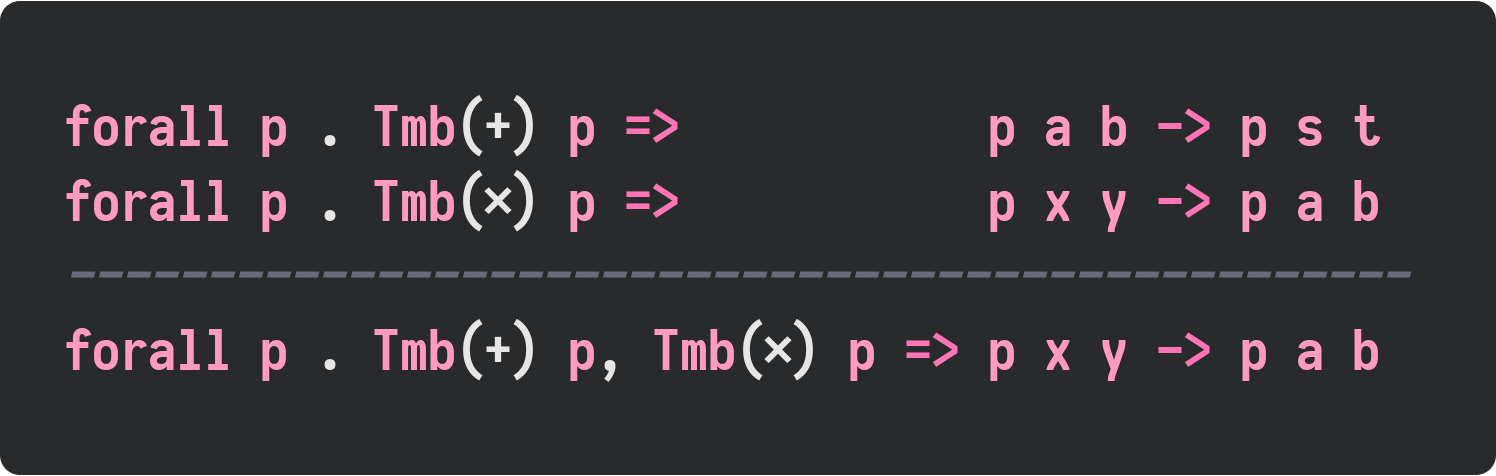 forall p . Tmb(+) p => p a b -> p s t
forall p . Tmb(×) p => p x y -> p a b
------------------------------------------------
forall p . Tmb(+) p, Tmb(×) p => p x y -> p a b